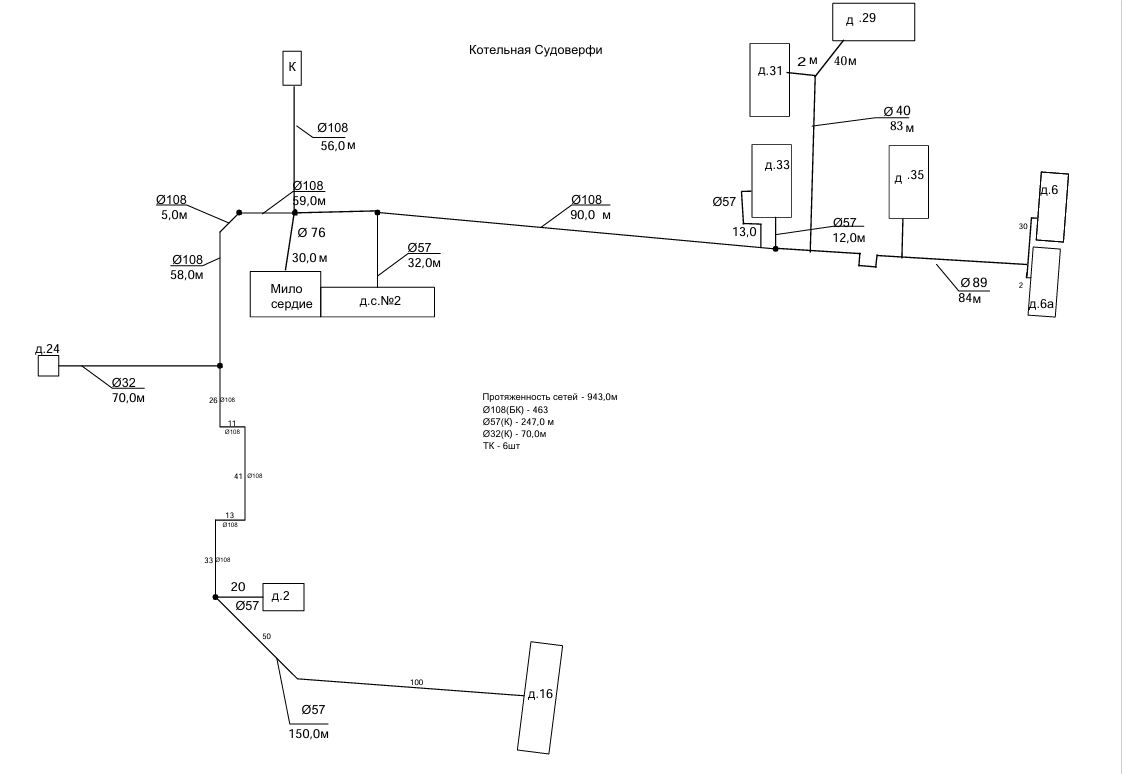 д .29
Котельная Судоверфи
К
д.31
2 м
40м
Ø 40
83 м
Ø108
56,0 м
д.33
д .35
Ø108
59,0м
Ø108
5,0м
Ø108
90,0 м
Ø57
13,0
Ø57
12,0м
д.6
30
Ø 76
30,0 м
Ø57
32,0м
Ø108
58,0м
Ø 89
84м
2
д.6а
Мило
сердие
д.с.№2
д.24
Ø32
70,0м
Протяженность сетей - 943,0м
Ø108(БК) - 463
Ø57(К) - 247,0 м
Ø32(К) - 70,0м
ТК - 6шт
26 Ø108
11
Ø108
41 Ø108
13
Ø108
33 Ø108
20
Ø57
д.2
50
100
д.16
Ø57
150,0м